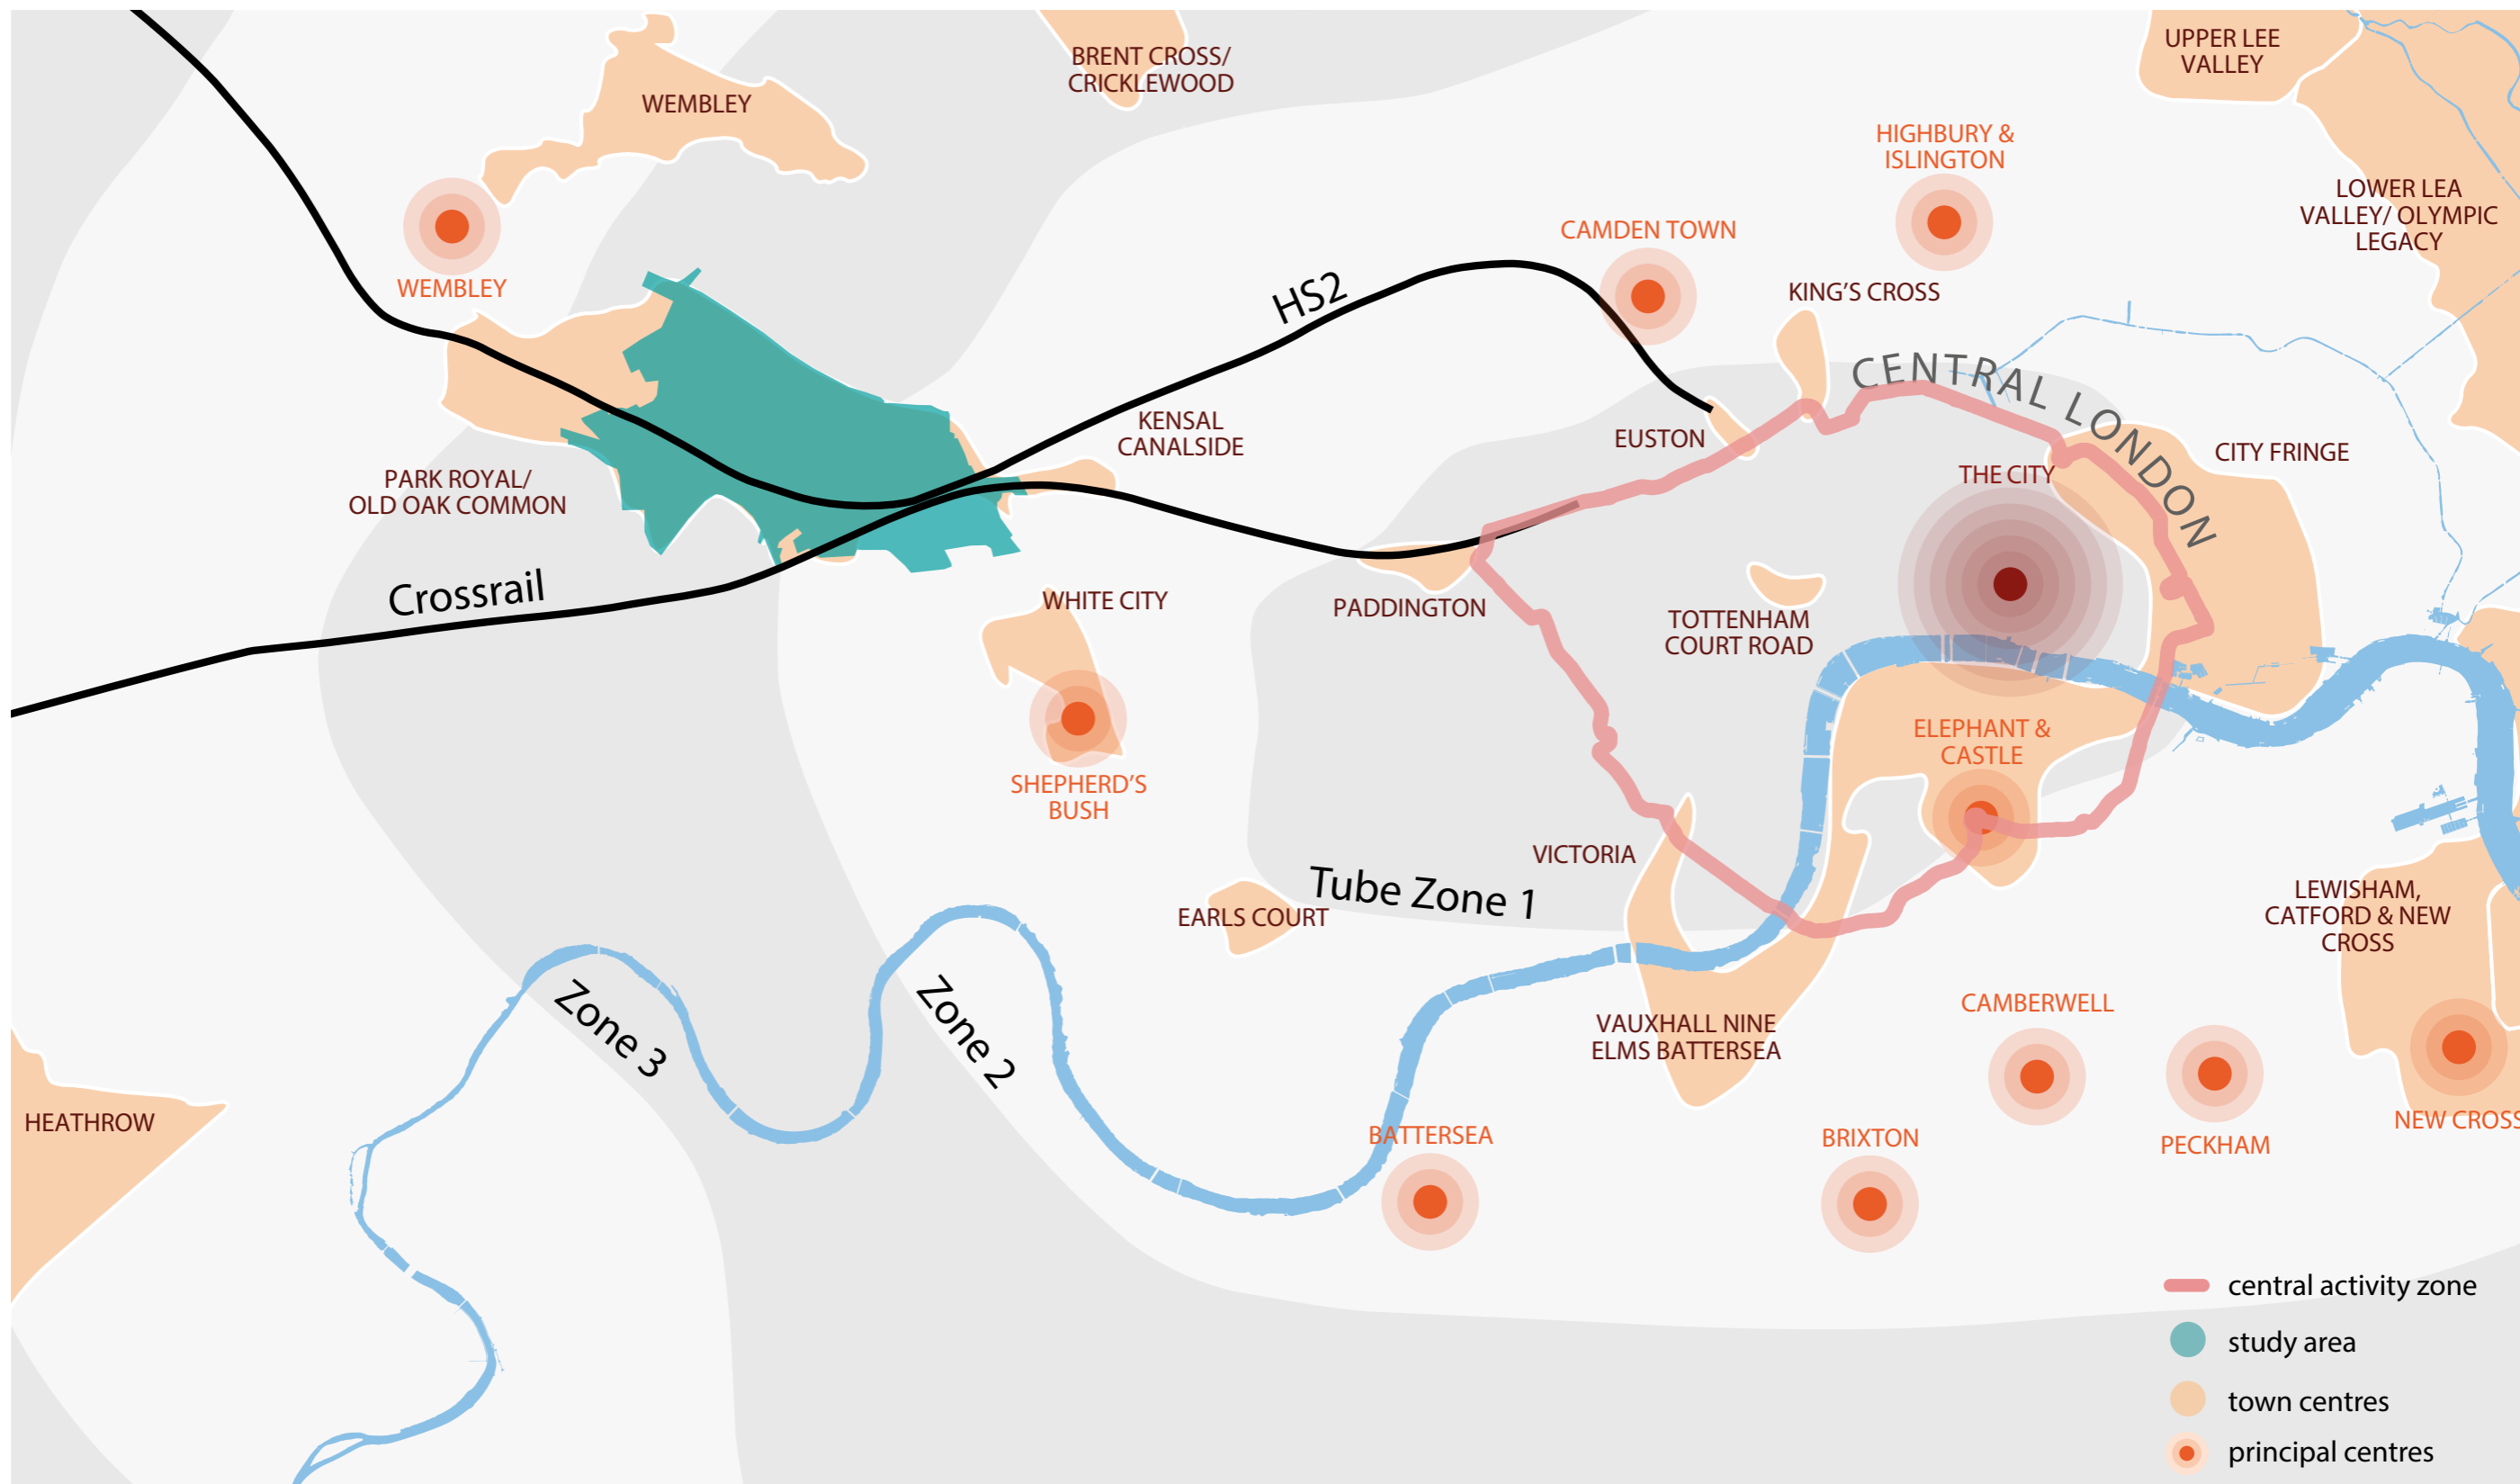 UPPER LEE
VALLEY
BRENT CROSS/
CRICKLEWOOD
WEMBLEY
HIGHBURY &
ISLINGTON
LOWER LEA
VALLEY/ OLYMPIC
LEGACY
CAMDEN TOWN
WEMBLEY
HS2
KING'S CROSS
CENTRAL LONDON
KENSAL
CANALSIDE
EUSTON
CITY FRINGE
THE CITY
PARK ROYAL/
OLD OAK COMMON
Crossrail
WHITE CITY
PADDINGTON
TOTTENHAM
COURT ROAD
ELEPHANT &
CASTLE
SHEPHERD'S
BUSH
VICTORIA
Tube Zone 1
EARLS COURT
LEWISHAM,
CATFORD & NEW
CROSS
Zone 3
Zone 2
CAMBERWELL
VAUXHALL NINE
ELMS BATTERSEA
HEATHROW
BATTERSEA
BRIXTON
PECKHAM
NEW CROSS
central activity zone
study area
town centres
principal centres